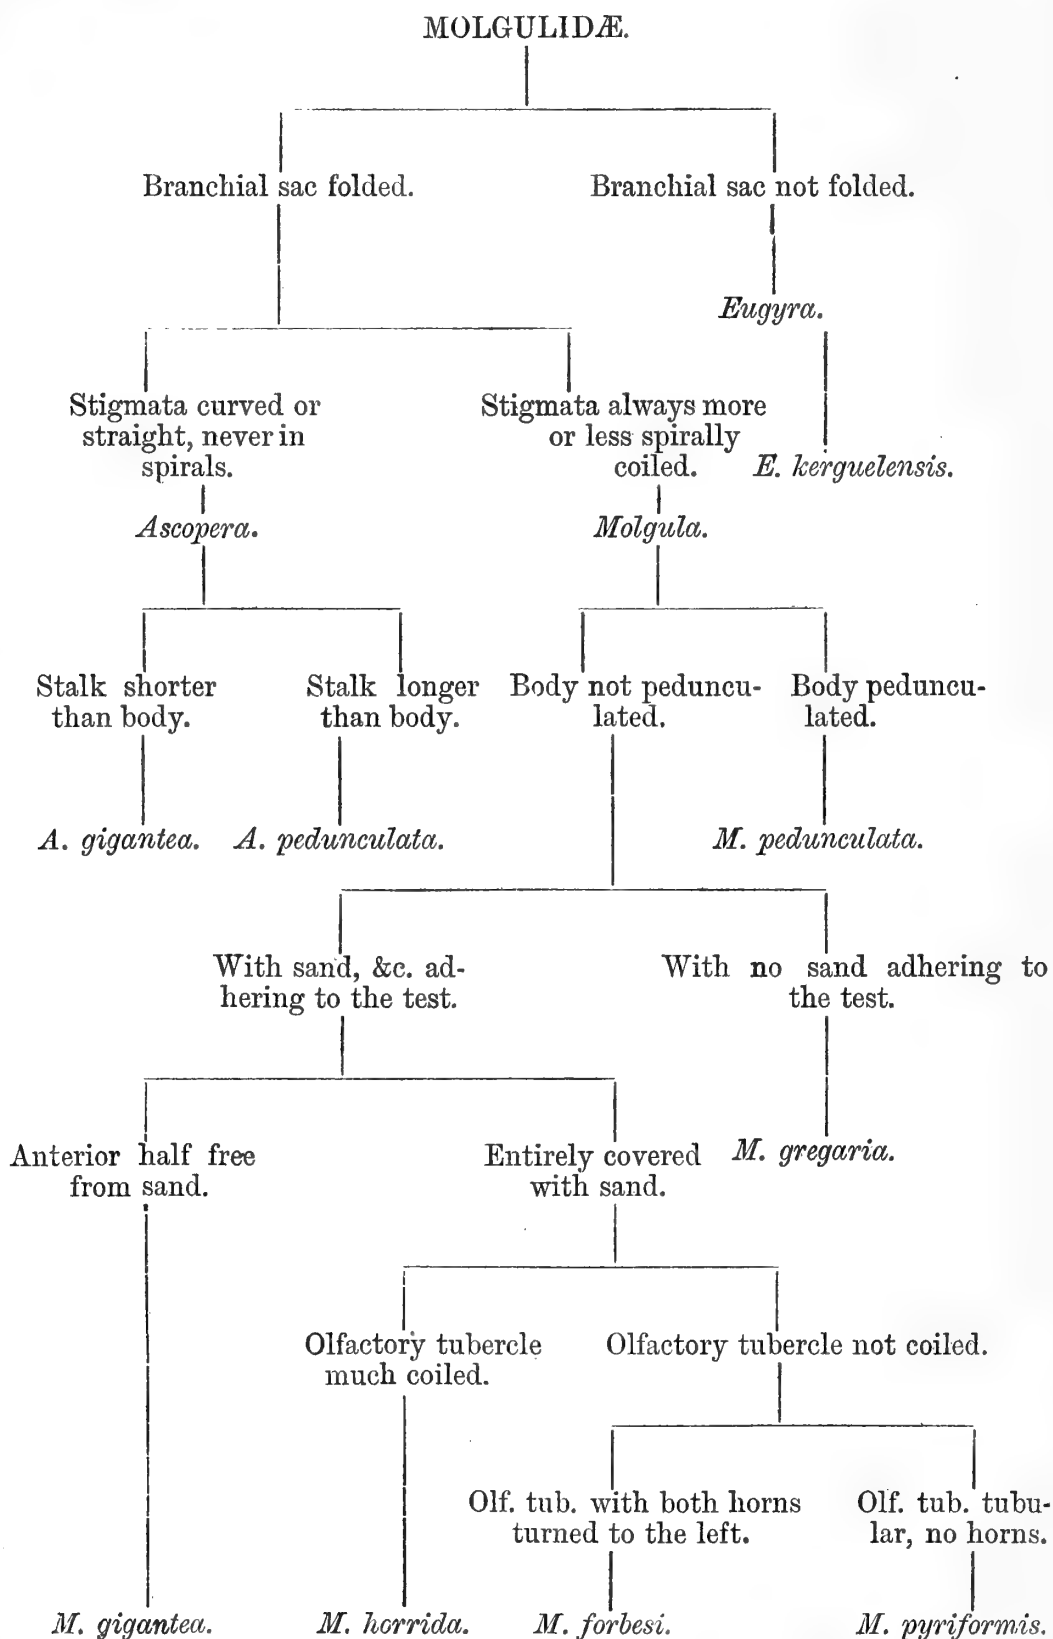 MOLGULIDÆ.
Branchial sac folded.
Branchial sac not folded.
Eugyra.
Stigmata curved or
straight, never in
spirals.
Stigmata always more
or less spirally
coiled.
E. kerguelensis.
Ascopera.
Molgula.
Stalk shorter
than body.
Stalk longer
than body.
Body not peduncu-
lated.
Body peduncu-
lated.
A. gigantea.
A. pedunculata.
M. pedunculata.
With sand, &c. ad-
hering to the test.
With no sand adhering to
the test.
Anterior half free
from sand.
Entirely covered
with sand.
M. gregaria.
Olfactory tubercle
much coiled.
Olfactory tubercle not coiled.
Olf. tub. with both horns
turned to the left.
Olf. tub. tubu-
lar, no horns.
M. gigantea.
M. horrida.
M. forbesi.
M. pyriformis.